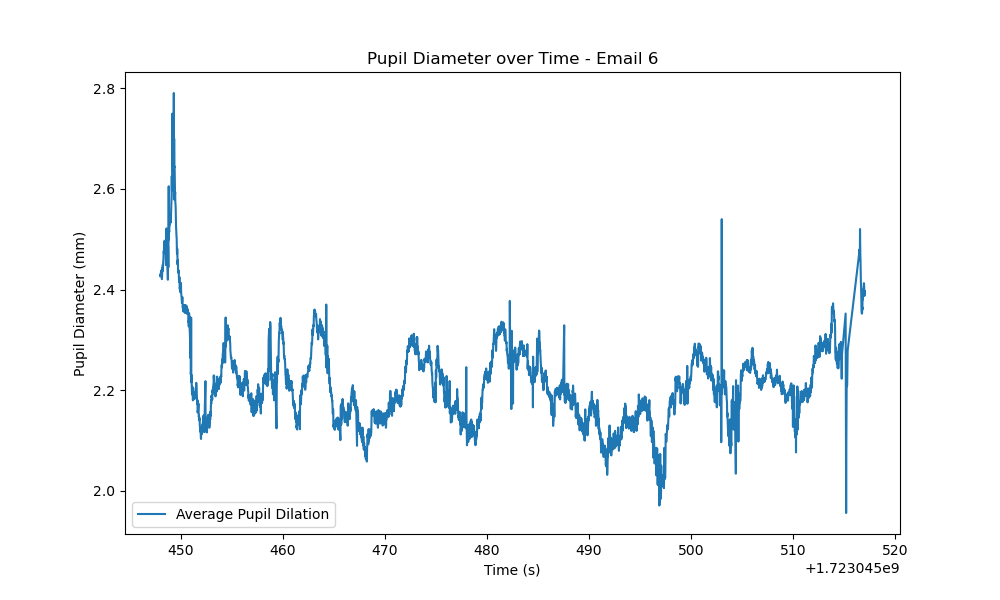 Pupil Diameter over Time - Email 6
2.8
2.6
2.4
2.2
2.0
Pupil Diameter (mm)
Average Pupil Dilation
450 460 470 480 490 500 510 520
Time (s)
+1.723045e9